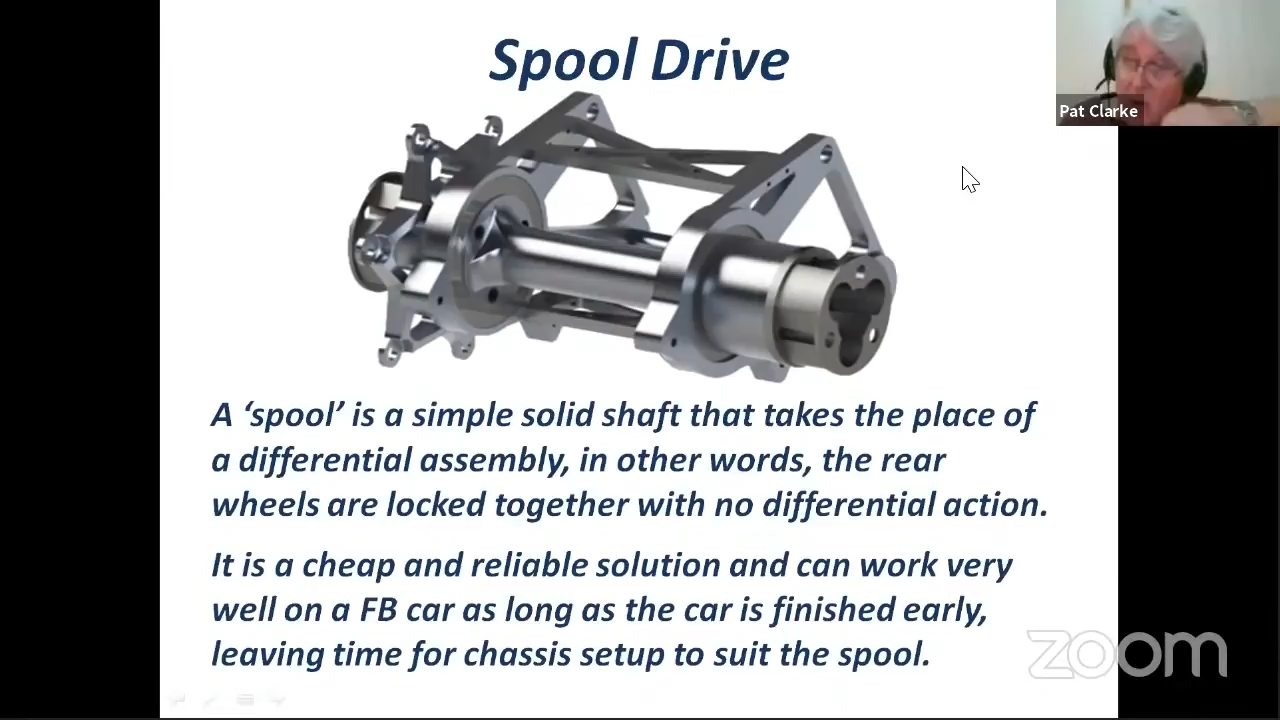 Spool Drive
Pat Clarke
A ‘spool’ is a simple solid shaft that takes the place of
a differential assembly, in other words, the rear
wheels are locked together with no differential action.
It is a cheap and reliable solution and can work very
well on a FB car as long as the car is finished early,
leaving time for chassis setup to suit the spool.
zoom